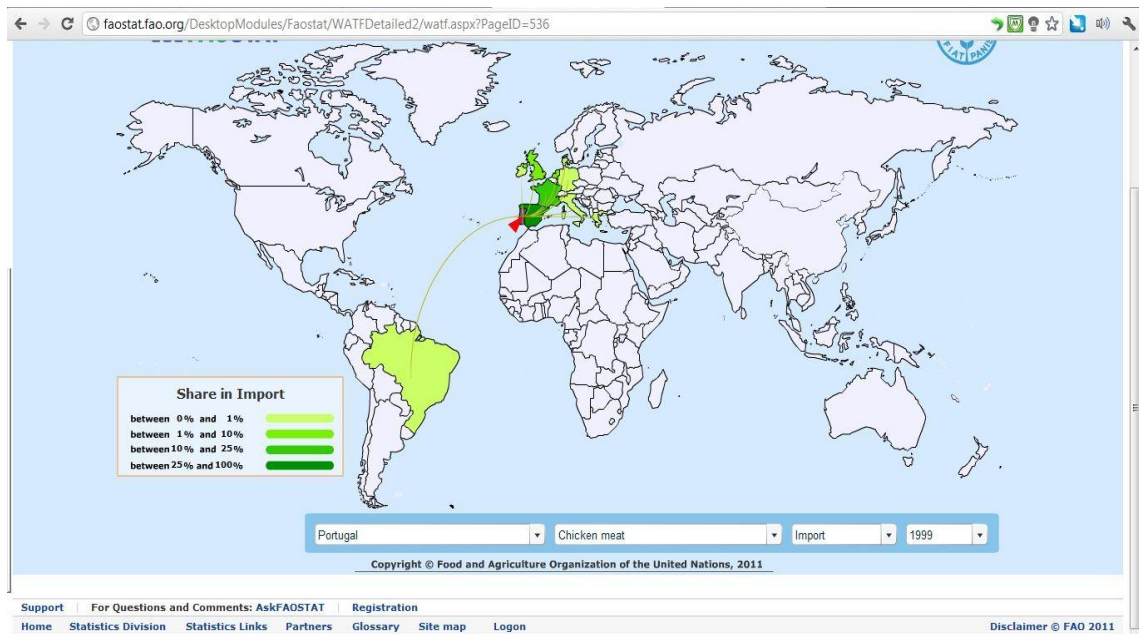 faostat.fao.org/DesktopModules/Faostat/WATFDetailed2/watf.aspx?PageID=536
FIAT PANIS
Share in Import
between 0% and 1%
between 1% and 10%
between 10% and 25%
between 25% and 100%
Portugal Chicken meat Import 1999
Copyright © Food and Agriculture Organization of the United Nations, 2011
Support For Questions and Comments: AskFAOSTAT Registration
Home Statistics Division Statistics Links Partners Glossary Site map Logon Disclaimer © FAO 2011